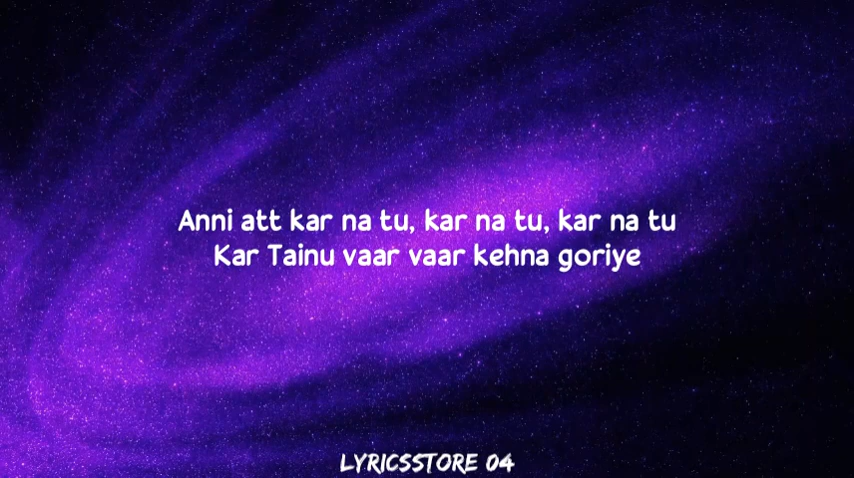 Anni att kar na tu, kar na tu, kar na tu
Kar Tainu vaar vaar kehna goriye
LYRICSSTORE 04